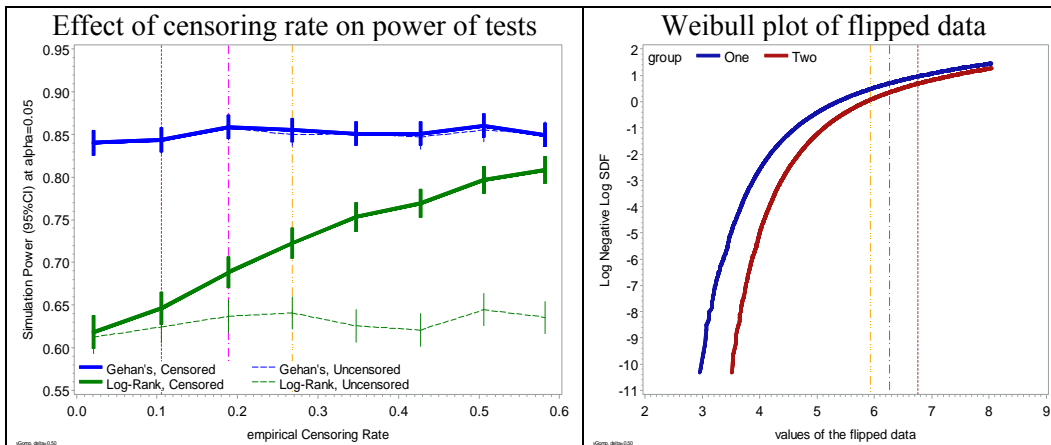 Effect of censoring rate on power of tests
Simulation Power (95%CI) at alpha=0.05
0.95
0.90
0.85
0.80
0.75
0.70
0.65
0.60
0.55
Gehan's, Censored
Gehan's, Uncensored
Log-Rank, Censored
Log-Rank, Uncensored
0.0 0.1 0.2 0.3 0.4 0.5 0.6
empirical Censoring Rate
Weibull plot of flipped data
group One Two
Log Negative Log SDF
2
1
0
-1
-2
-3
-4
-5
-6
-7
-8
-9
-10
-11
2 3 4 5 6 7 8 9
values of the flipped data